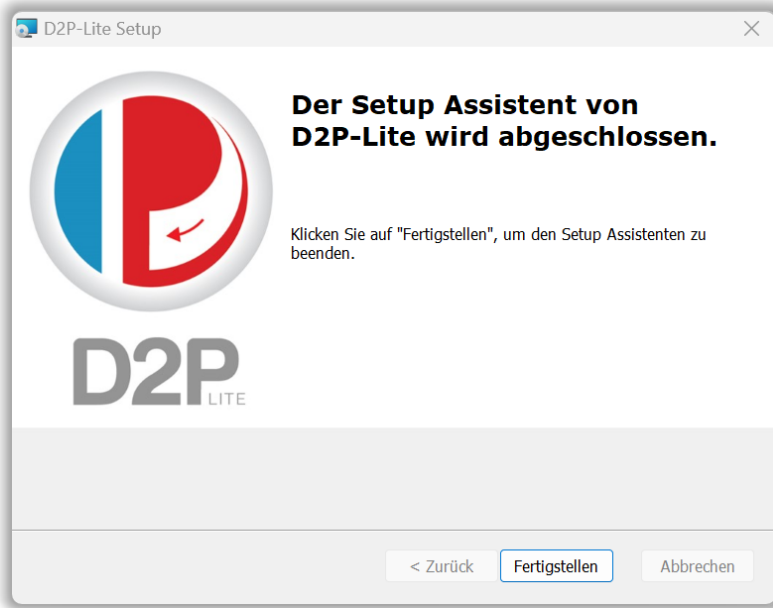 D2P-Lite Setup
Der Setup Assistent von
D2P-Lite wird abgeschlossen.
Klicken Sie auf "Fertigstellen", um den Setup Assistenten zu
beenden.
D2P
LITE
< Zurück Fertigstellen Abbrechen